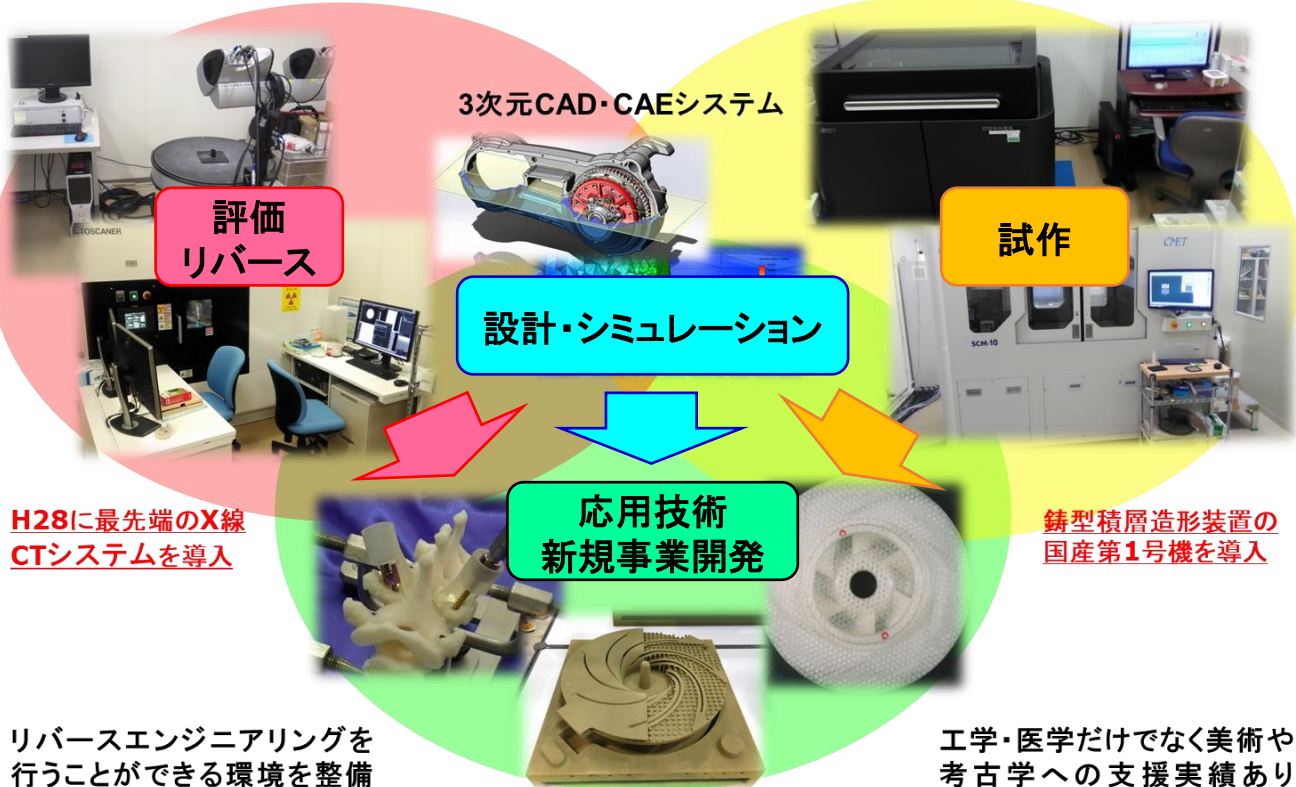 3次元CAD・CAEシステム
評価
リバース
試作
TOSCANER
CMET
SCM-10
設計・シミュレーション
応用技術
新規事業開発
H28に最先端のX線
CTシステムを導入
鋳型積層造形装置の
国産第1号機を導入
リバースエンジニアリングを
行うことができる環境を整備
工学・医学だけでなく美術や
考古学への支援実績あり